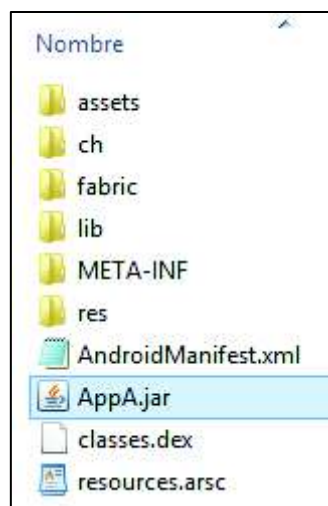 Nombre
assets
ch
fabric
lib
META-INF
res
AndroidManifest.xml
AppA.jar
classes.dex
resources.arsc